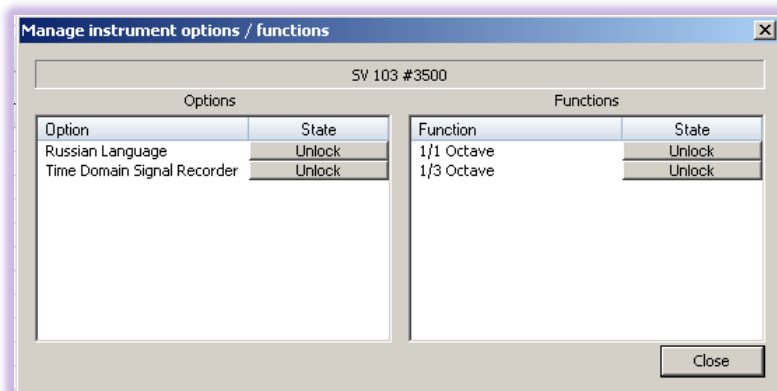 Manage instrument options / functions
SV 103 #3500
Options
Functions
Option State
Russian Language Unlock
Time Domain Signal Recorder Unlock
Function State
1/1 Octave Unlock
1/3 Octave Unlock
Close